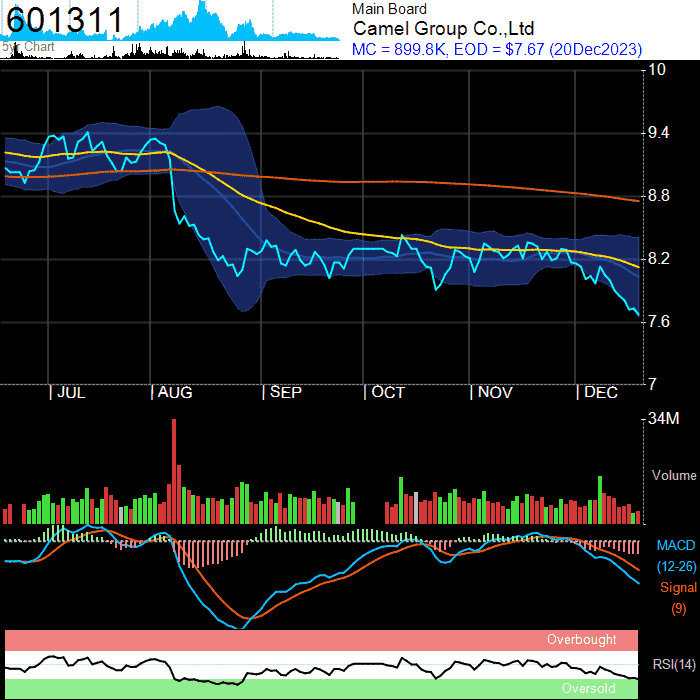 601311
5yr Chart
Main Board
Camel Group Co.,Ltd
MC = 899.8K, EOD = $7.67 (20Dec2023)
10
9.4
8.8
8.2
7.6
7
JUL
AUG
SEP
OCT
NOV
DEC
34M
Volume
MACD
(12-26)
Signal
(9)
Overbought
RSI(14)
Oversold